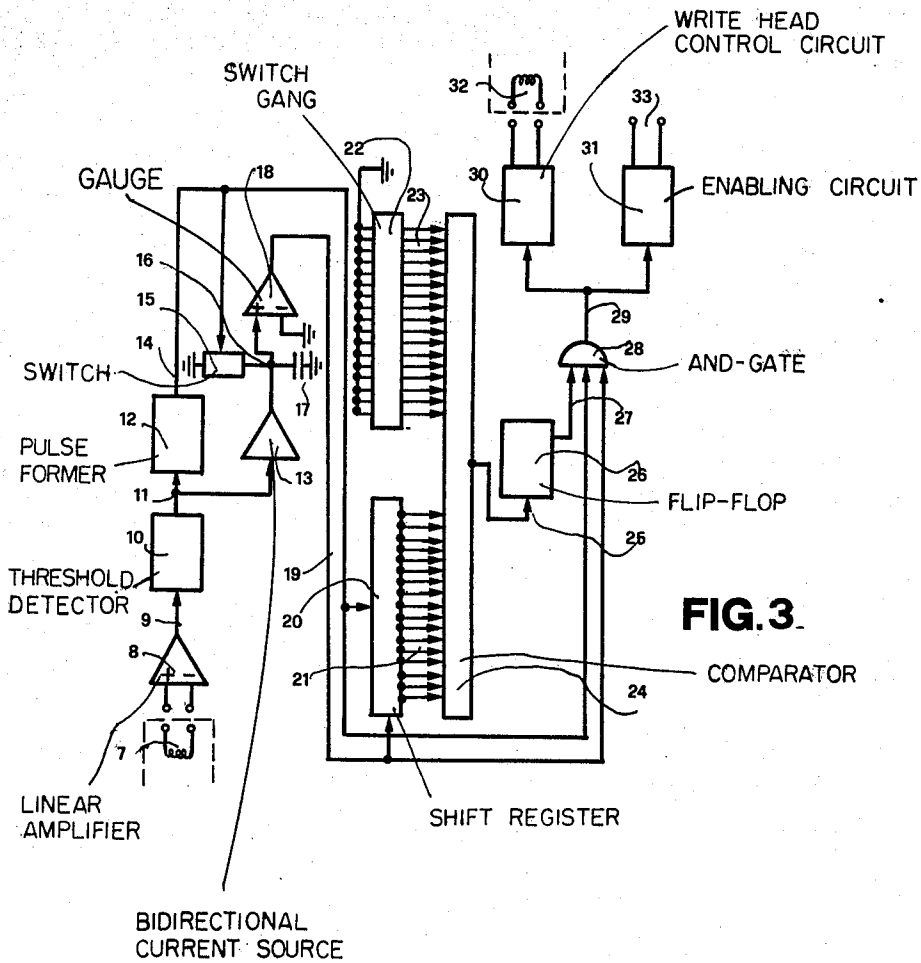 WRITE HEAD
CONTROL CIRCUIT
SWITCH
GANG
32
33
22
31
GAUGE
18
30
ENABLING CIRCUIT
23
16
15
29
14
28
SWITCH
17
AND-GATE
12
27
PULSE
FORMER
13
26
11
FLIP-FLOP
10
26
THRESHOLD
DETECTOR
19
20
FIG.3
9
8
+ -
+ -
21
COMPARATOR
24
7
LINEAR
AMPLIFIER
SHIFT REGISTER
BIDIRECTIONAL
CURRENT SOURCE